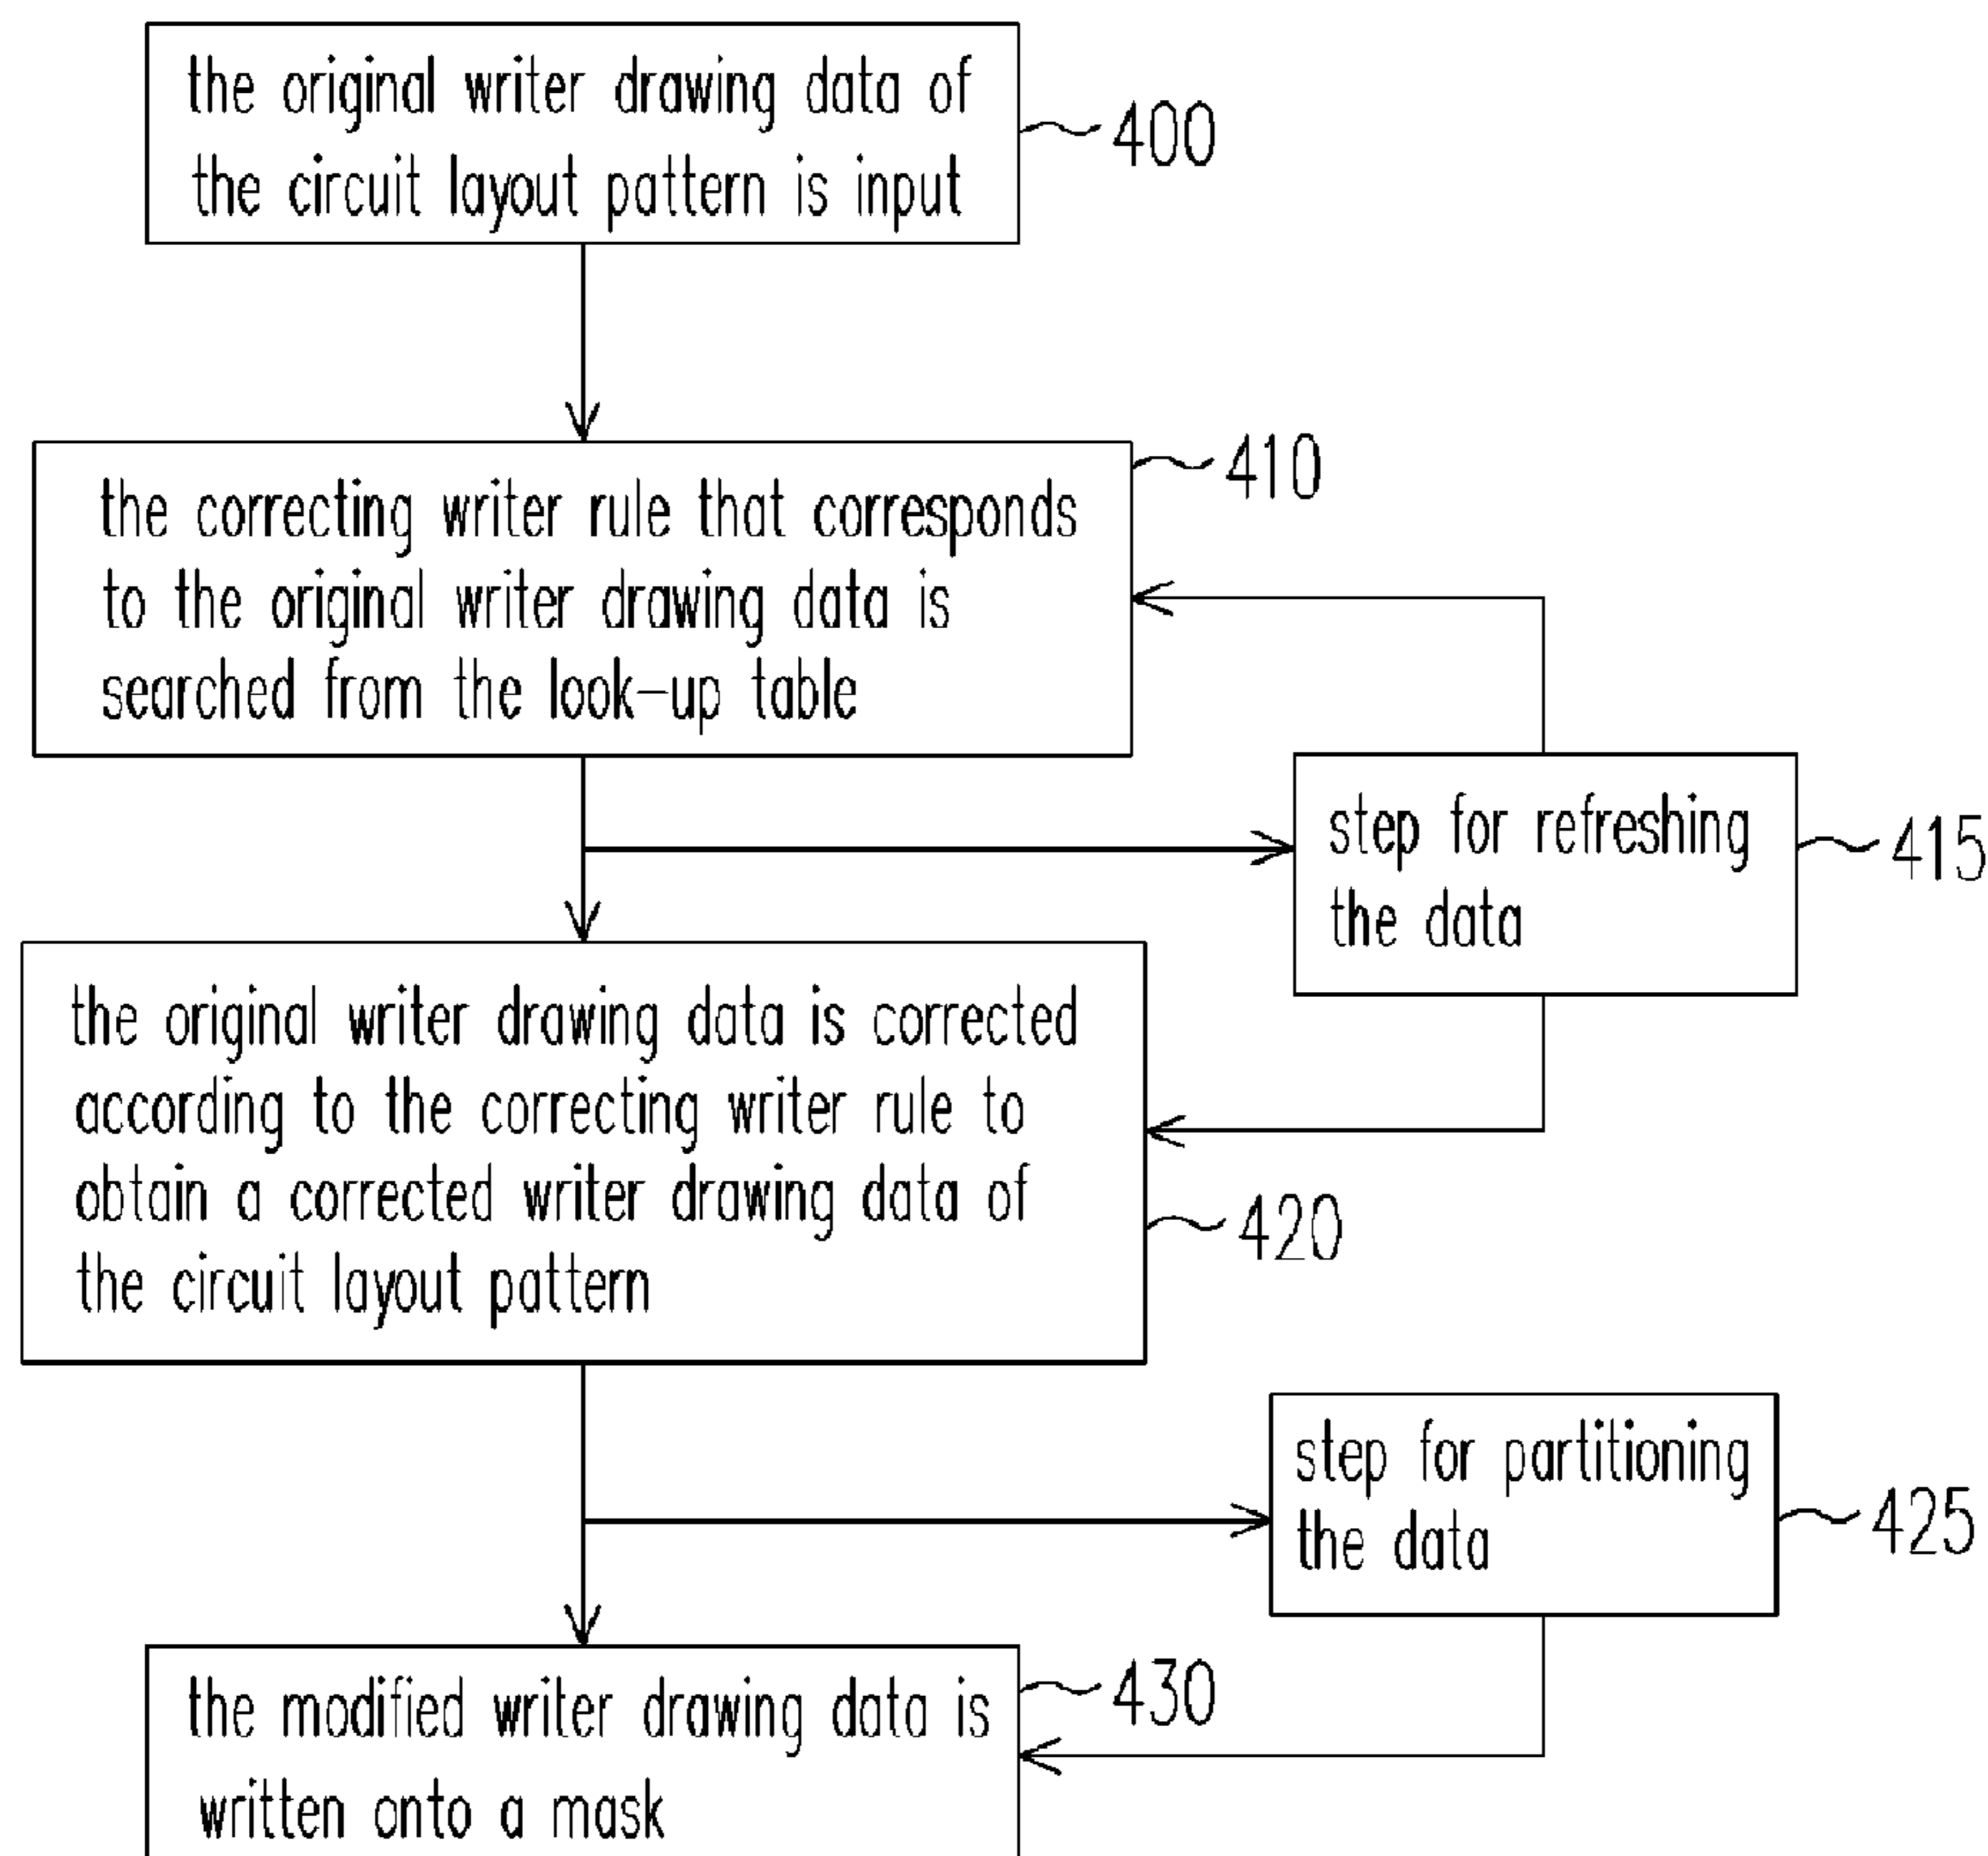 the original writer drawing data of
the circuit layout pattern is input
400
the correcting writer rule that corresponds
to the original writer drawing data is
searched from the look-up table
410
step for refreshing
the data
415
the original writer drawing data is corrected
according to the correcting writer rule to
obtain a corrected writer drawing data of
the circuit layout pattern
420
step for partitioning
the data
425
the modified writer drawing data is
written onto a mask
430